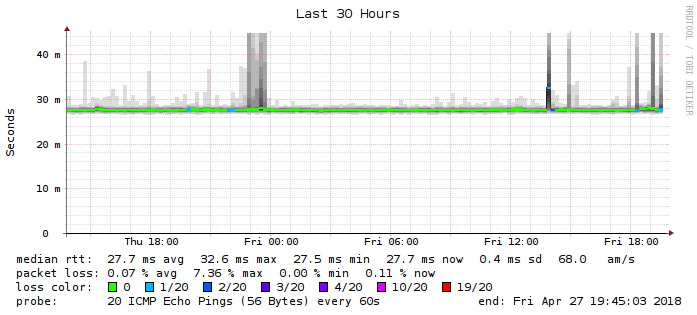 Last 30 Hours
RRDTOOL / TOBI OETIKER
Seconds
40 m
30 m
20 m
10 m
0
Thu 18:00 Fri 00:00 Fri 06:00 Fri 12:00 Fri 18:00
median rtt: 27.7 ms avg 32.6 ms max 27.5 ms min 27.7 ms now 0.4 ms sd 68.0 am/s
packet loss: 0.07 % avg 7.36 % max 0.00 % min 0.11 % now
loss color: 0 1/20 2/20 3/20 4/20 10/20 19/20
probe: 20 ICMP Echo Pings (56 Bytes) every 60s end: Fri Apr 27 19:45:03 2018